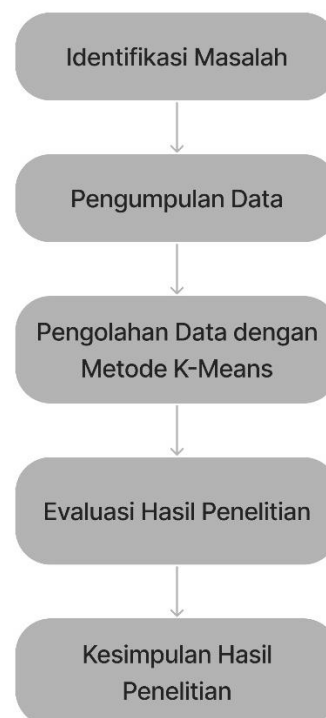 Identifikasi Masalah
Pengumpulan Data
Pengolahan Data dengan
Metode K-Means
Evaluasi Hasil Penelitian
Kesimpulan Hasil
Penelitian